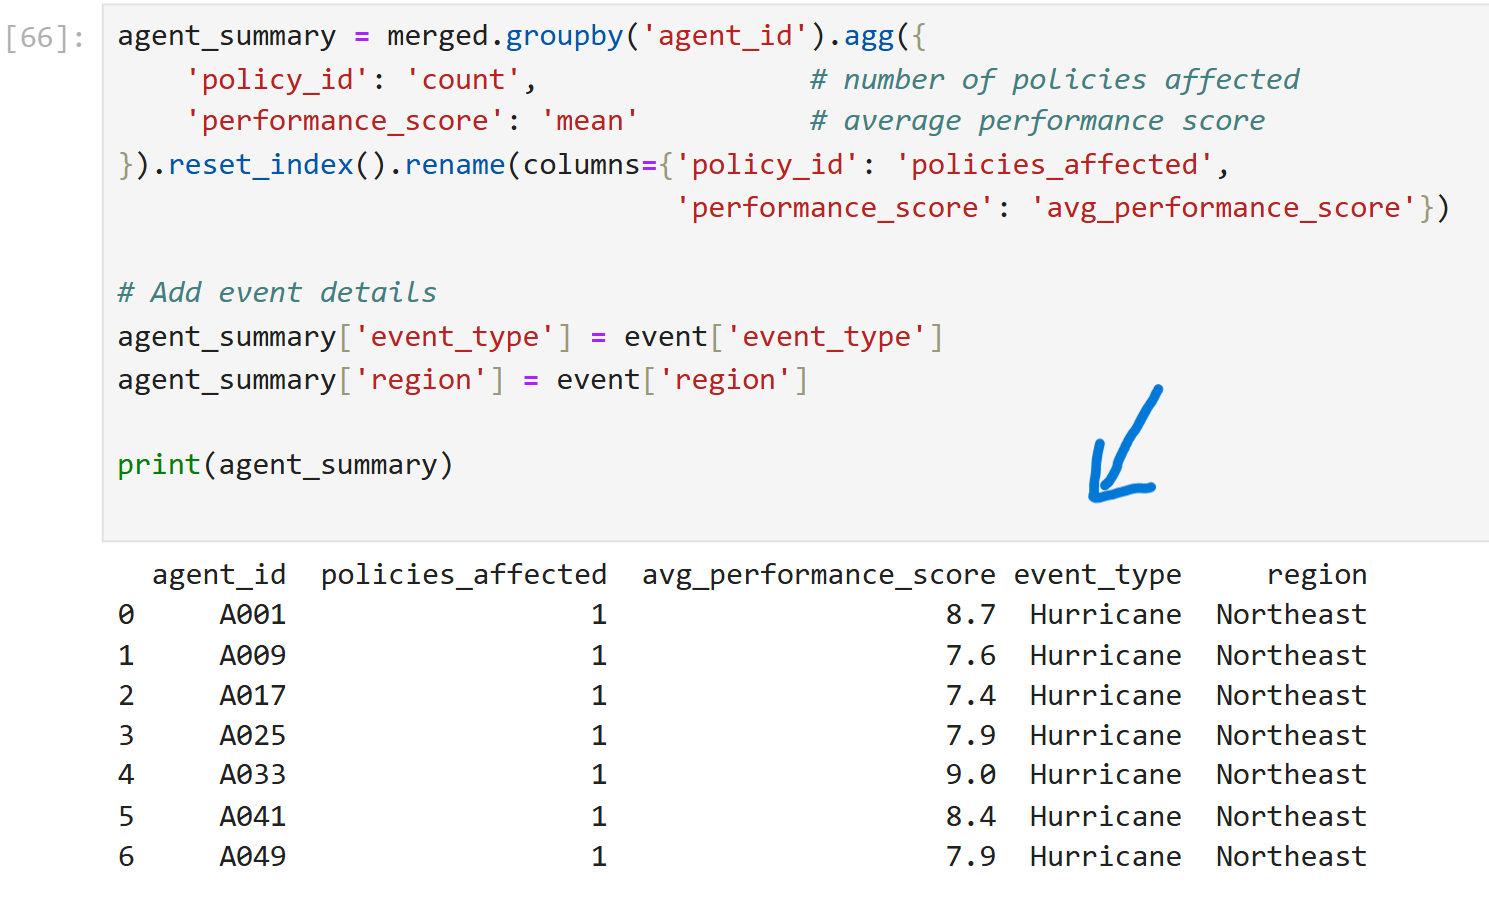 [66]:
agent_summary = merged.groupby('agent_id').agg({
    'policy_id': 'count',                # number of policies affected
    'performance_score': 'mean'          # average performance score
}).reset_index().rename(columns={'policy_id': 'policies_affected',
                                 'performance_score': 'avg_performance_score'})
# Add event details
agent_summary['event_type'] = event['event_type']
agent_summary['region'] = event['region']
print(agent_summary)
  agent_id  policies_affected  avg_performance_score event_type     region
0     A001                  1                    8.7  Hurricane  Northeast
1     A009                  1                    7.6  Hurricane  Northeast
2     A017                  1                    7.4  Hurricane  Northeast
3     A025                  1                    7.9  Hurricane  Northeast
4     A033                  1                    9.0  Hurricane  Northeast
5     A041                  1                    8.4  Hurricane  Northeast
6     A049                  1                    7.9  Hurricane  Northeast